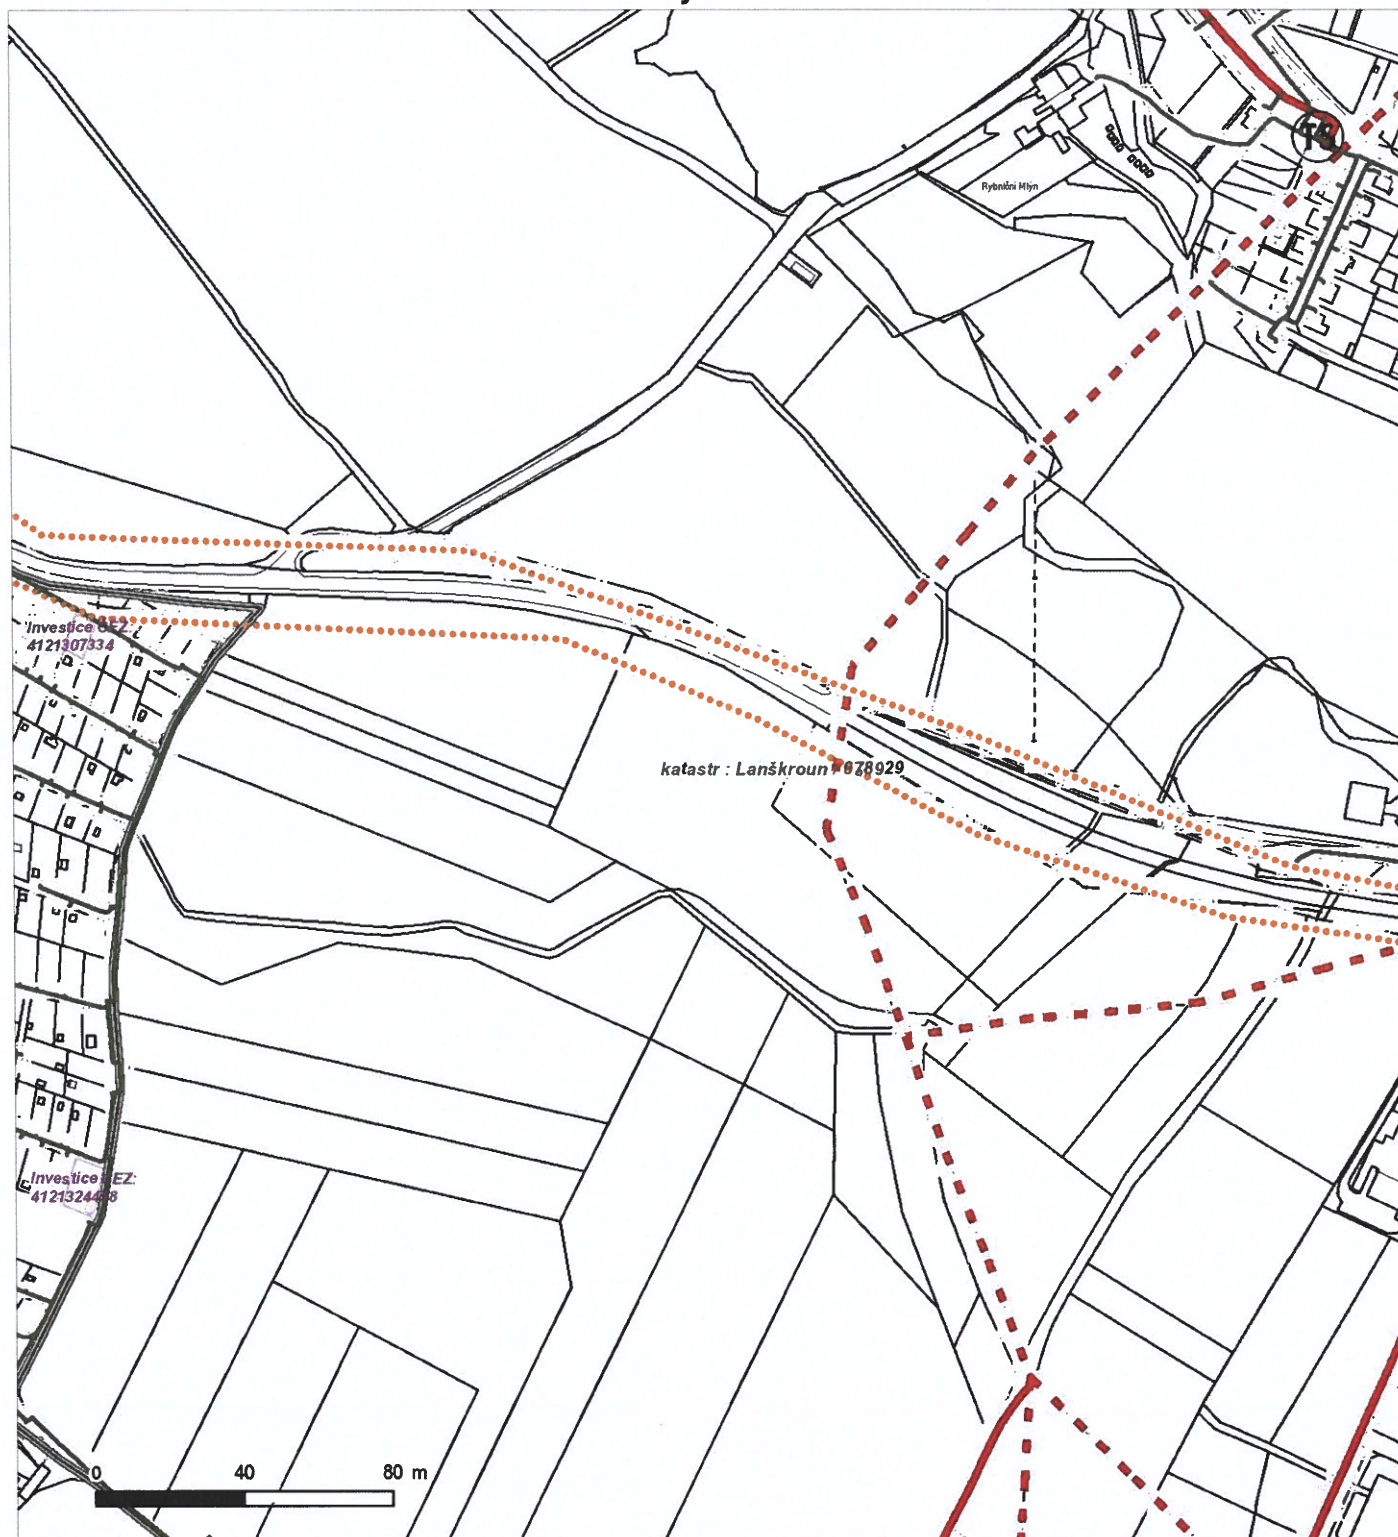 Rybniční Mlýn
Investice ČEZ:
4121307334
katastr : Lanškroun 678929
Investice ČEZ:
0 40 80 m